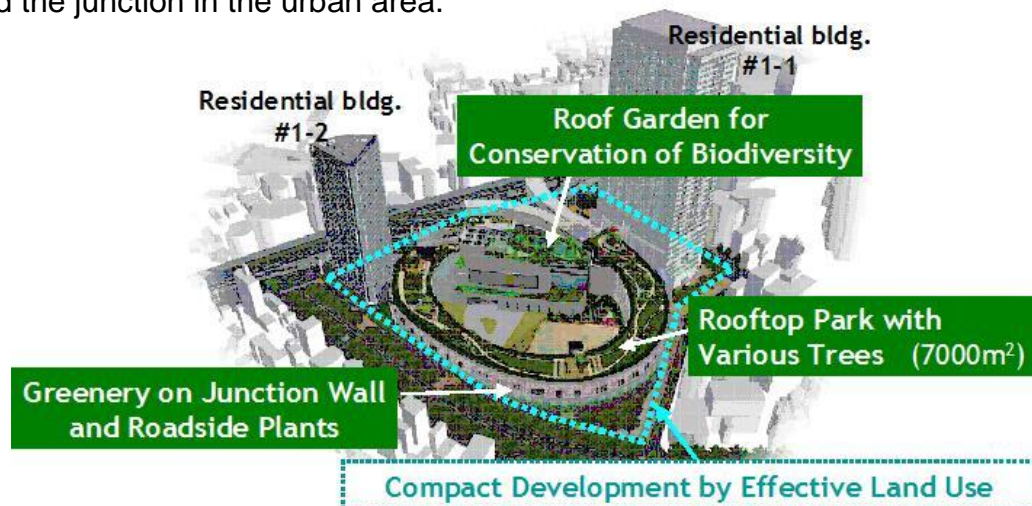 d the junction in the urban area.
Residential bldg.
#1-1
Residential bldg.
#1-2
Roof Garden for
Conservation of Biodiversity
Rooftop Park with
Various Trees (7000m²)
Greenery on Junction Wall
and Roadside Plants
Compact Development by Effective Land Use